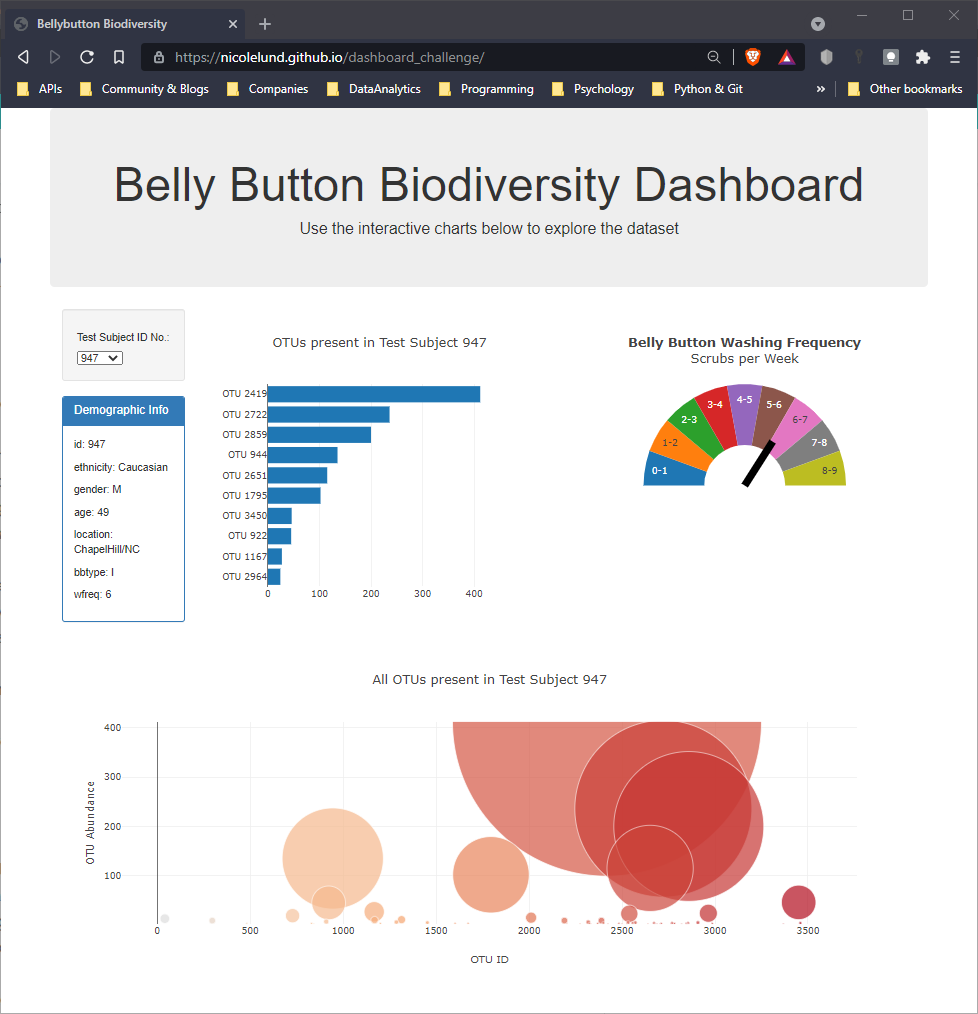 Bellybutton Biodiversity
https://nicolelund.github.io/dashboard_challenge/
APIs Community & Blogs Companies DataAnalytics Programming Psychology Python & Git » Other bookmarks
Belly Button Biodiversity Dashboard
Use the interactive charts below to explore the dataset
Test Subject ID No.:
947
Demographic Info
id: 947
ethnicity: Caucasian
gender: M
age: 49
location:
ChapelHill/NC
bbtype: I
wfreq: 6
OTUs present in Test Subject 947
OTU 2419
OTU 2722
OTU 2859
OTU 944
OTU 2651
OTU 1795
OTU 3450
OTU 922
OTU 1167
OTU 2964
0 100 200 300 400
Belly Button Washing Frequency
Scrubs per Week
0-1
1-2
2-3
3-4
4-5
5-6
6-7
7-8
8-9
All OTUs present in Test Subject 947
OTU Abundance
400
300
200
100
0 500 1000 1500 2000 2500 3000 3500
OTU ID